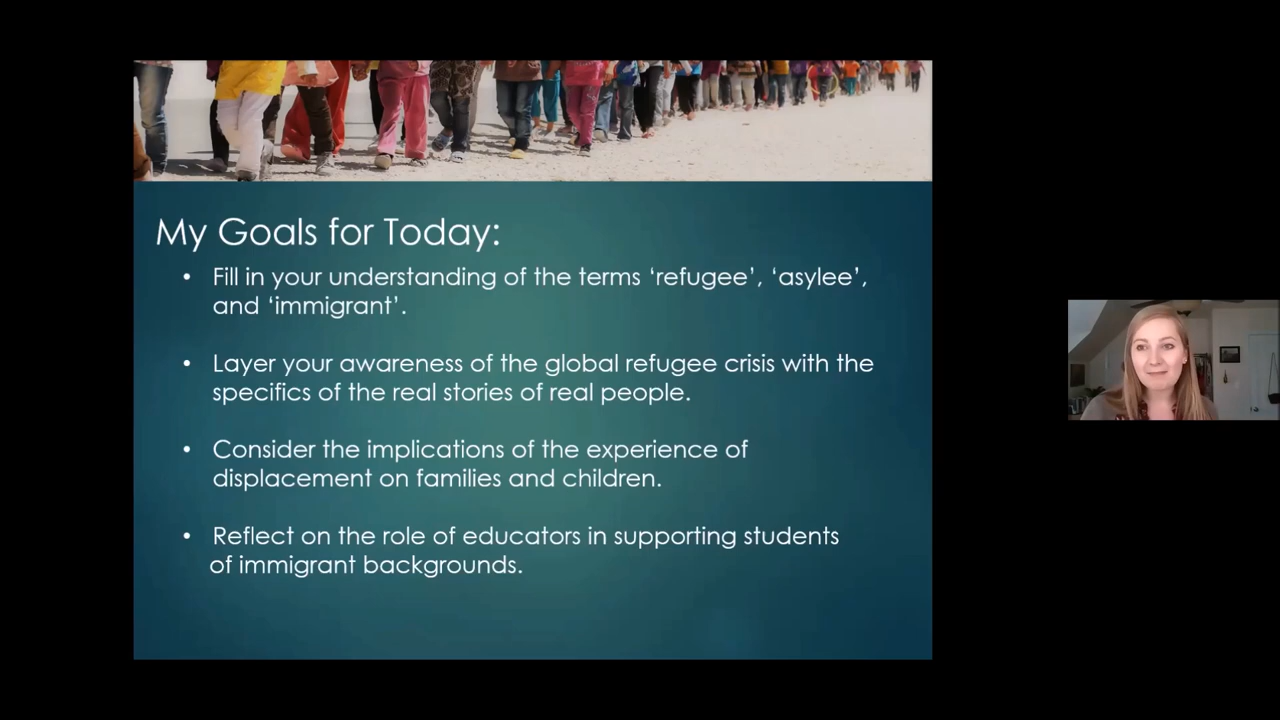 My Goals for Today:
• Fill in your understanding of the terms ‘refugee’, ‘asylee’,
and ‘immigrant’.
• Layer your awareness of the global refugee crisis with the
specifics of the real stories of real people.
• Consider the implications of the experience of
displacement on families and children.
• Reflect on the role of educators in supporting students
of immigrant backgrounds.